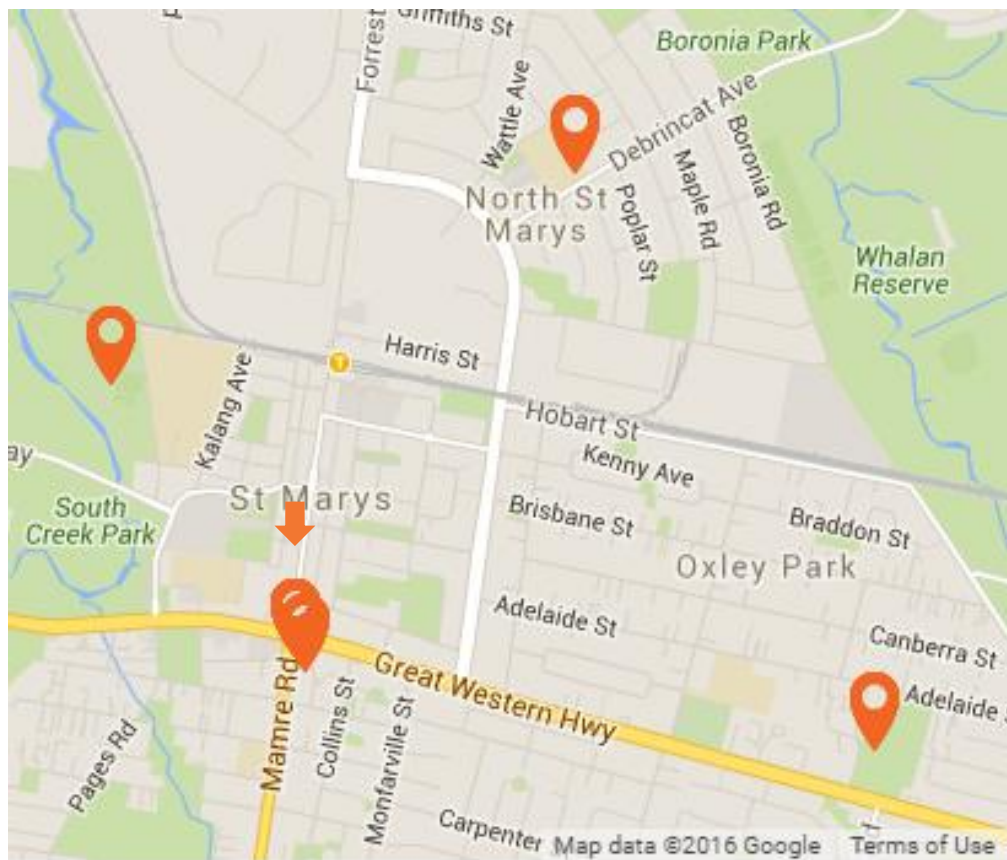 Griffiths St
Forrest
Boronia Park
Wattle Ave
Debrincat Ave
Boronia Rd
Maple Rd
North St
Marys
Poplar St
Whalan
Reserve
Harris St
Kalang Ave
Hobart St
Kenny Ave
ay
St Marys
South
Creek Park
Brisbane St
Braddon St
Oxley Park
Adelaide St
Canberra St
Great Western Hwy
Adelaide
Mamre Rd
Collins St
Monfarville St
Pages Rd
Carpenter
Map data ©2016 Google Terms of Use